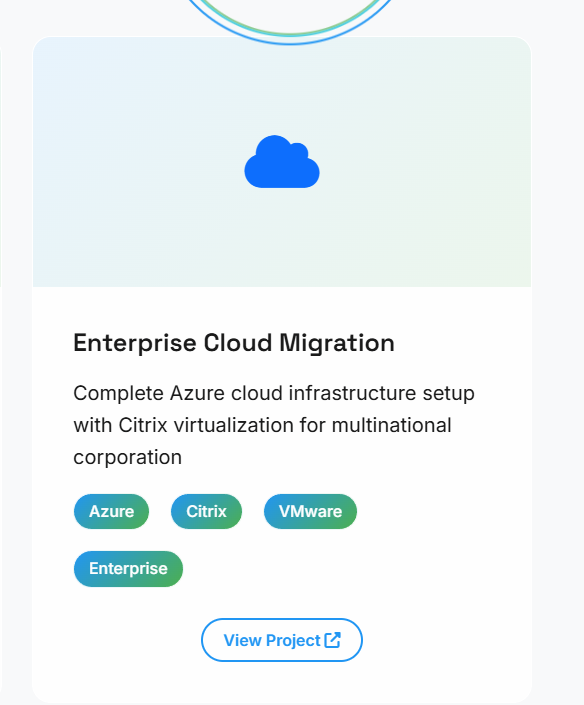 Enterprise Cloud Migration
Complete Azure cloud infrastructure setup
with Citrix virtualization for multinational
corporation
Azure Citrix VMware
Enterprise
View Project